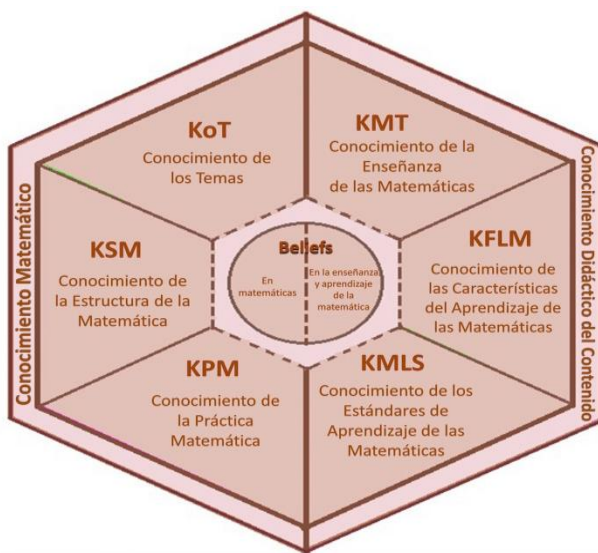 KoT
Conocimiento de
los Temas
KMT
Conocimiento de la
Enseñanza
de las Matemáticas
Conocimiento Matemático
KSM
Conocimiento de
la Estructura de la
Matemática
Beliefs
En
matemáticas
En la enseñanza
y aprendizaje
de la
matemática
KFLM
Conocimiento de
las Características
del Aprendizaje de
las Matemáticas
Conocimiento Didáctico del Contenido
KPM
Conocimiento de
la Práctica
Matemática
KMLS
Conocimiento de los
Estándares de
Aprendizaje de las
Matemáticas